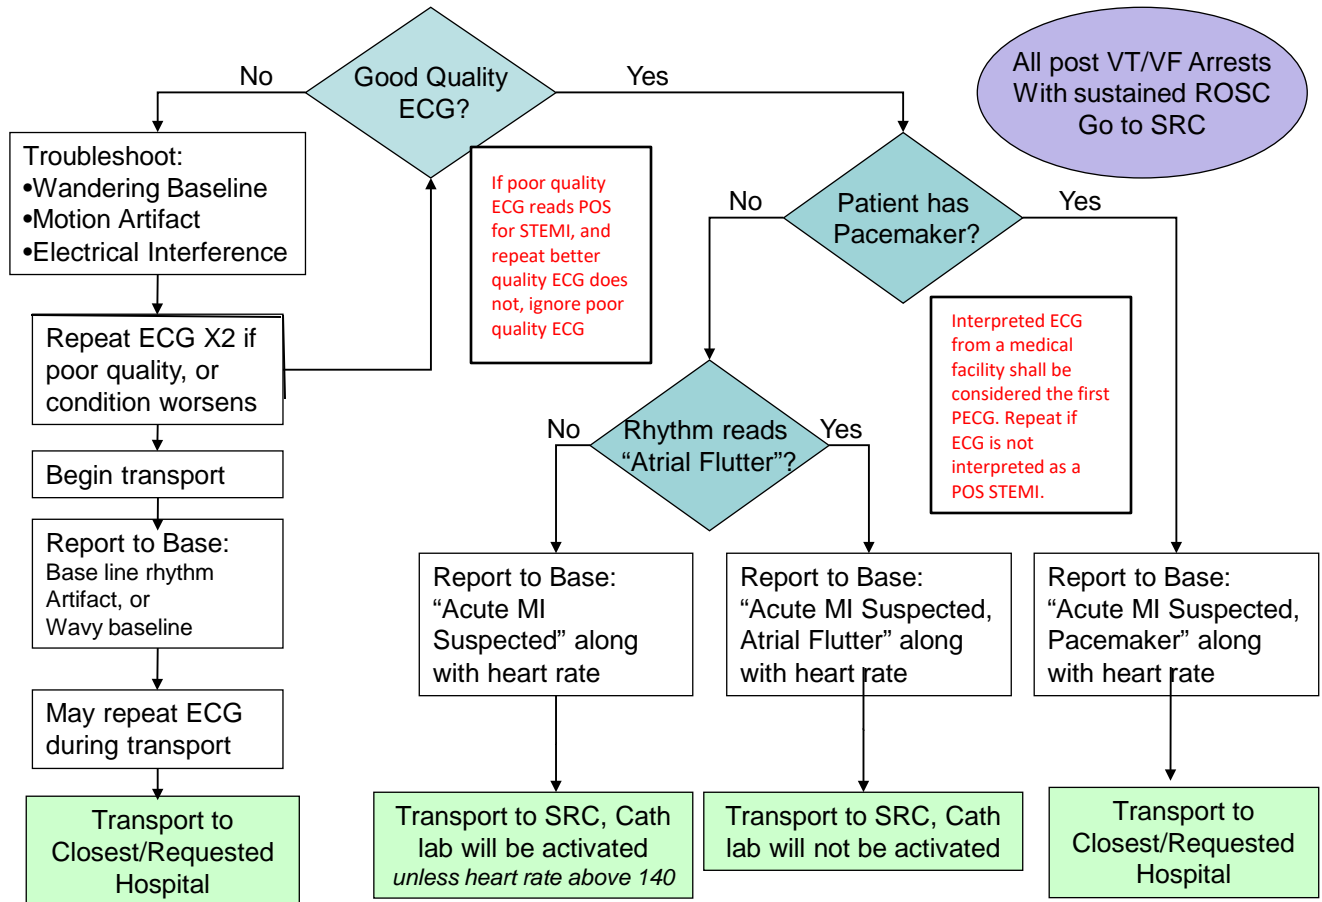 No
Good Quality
ECG?
Yes
All post VT/VF Arrests
With sustained ROSC
Go to SRC
Troubleshoot:
•Wandering Baseline
•Motion Artifact
•Electrical Interference
If poor quality
ECG reads POS
for STEMI, and
repeat better
quality ECG does
not, ignore poor
quality ECG
No
Patient has
Pacemaker?
Yes
Repeat ECG X2 if
poor quality, or
condition worsens
Interpreted ECG
from a medical
facility shall be
considered the first
PECG. Repeat if
ECG is not
interpreted as a
POS STEMI.
No
Rhythm reads
“Atrial Flutter”?
Yes
Begin transport
Report to Base:
Base line rhythm
Artifact, or
Wavy baseline
Report to Base:
“Acute MI
Suspected” along
with heart rate
Report to Base:
“Acute MI Suspected,
Atrial Flutter” along
with heart rate
Report to Base:
“Acute MI Suspected,
Pacemaker” along
with heart rate
May repeat ECG
during transport
Transport to
Closest/Requested
Hospital
Transport to SRC, Cath
lab will be activated
unless heart rate above 140
Transport to SRC, Cath
lab will not be activated
Transport to
Closest/Requested
Hospital